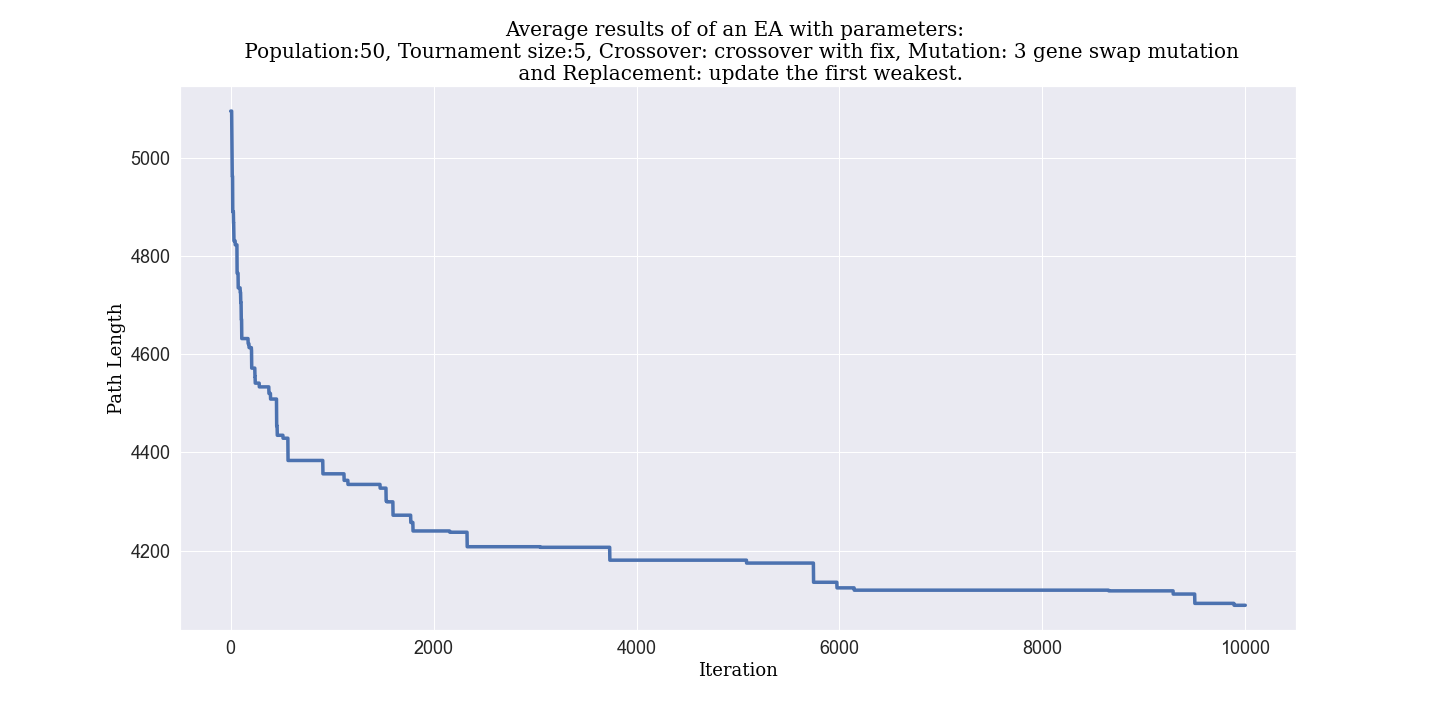 Average results of of an EA with parameters:
Population:50, Tournament size:5, Crossover: crossover with fix, Mutation: 3 gene swap mutation
and Replacement: update the first weakest.
5000
4800
4600
4400
4200
Path Length
0
2000
4000
6000
8000
10000
Iteration